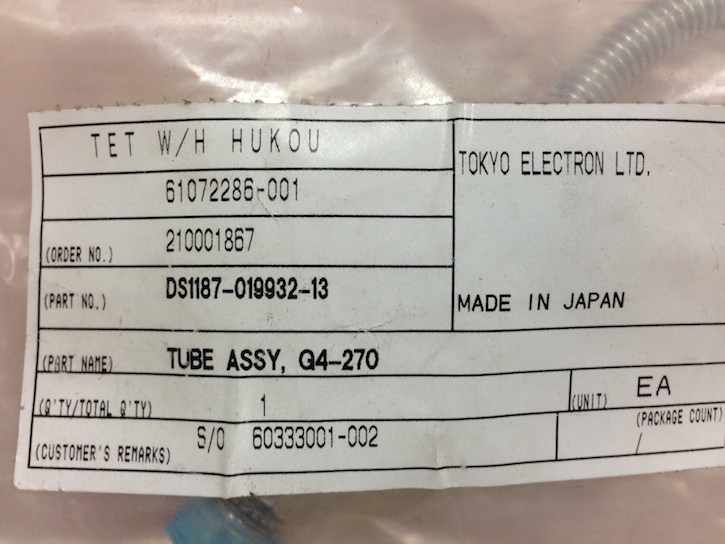 TET W/H HUKOU
TOKYO ELECTRON LTD.
61072286-001
(ORDER NO.) 210001867
(PART NO.) DS1187-019932-13
MADE IN JAPAN
(PART NAME) TUBE ASSY, G4-270
(Q'TY/TOTAL Q'TY) 1
(UNIT) EA
(CUSTOMER'S REMARKS) S/O 60333001-002
(PACKAGE COUNT)
/